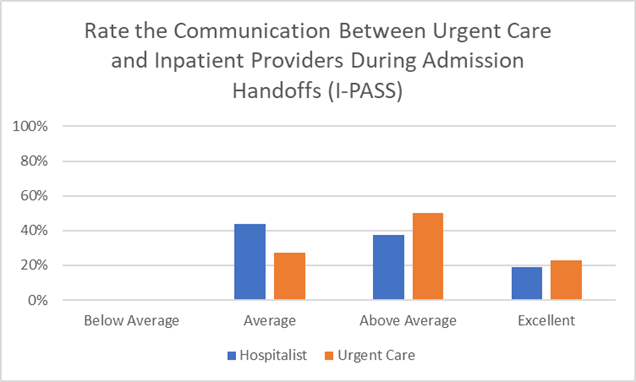 Rate the Communication Between Urgent Care
and Inpatient Providers During Admission
Handoffs (I-PASS)
100%
80%
60%
40%
20%
0%
Below Average Average Above Average Excellent
Hospitalist Urgent Care